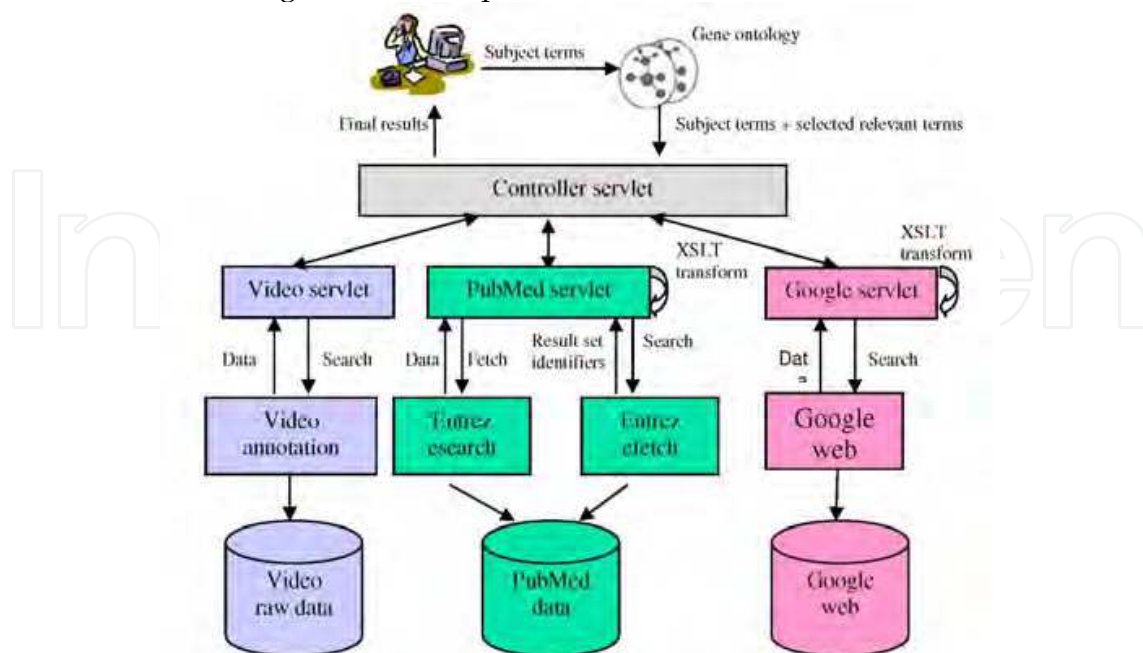 Gene ontology
Subject terms
Final results
Subject terms + selected relevant terms
Controller servlet
XSLT
transform
XSLT
transform
Video servlet
PubMed servlet
Google servlet
Data
Search
Data
Fetch
Result set
identifiers
Search
Dat
a
Search
Video
annotation
Entrez
esearch
Entrez
efetch
Google
web
Video
raw data
PubMed
data
Google
web